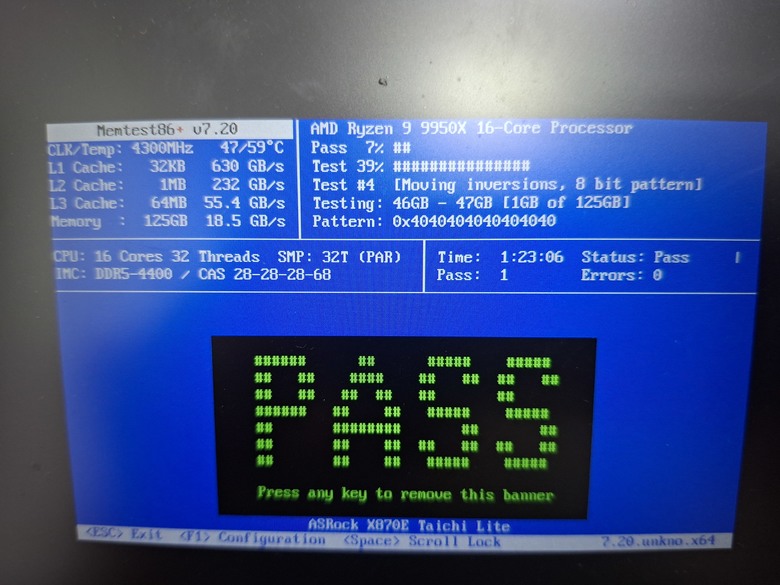 Memtest86+ v7.20
CLK/Temp: 4300MHz 47/59°C
L1 Cache: 32KB 630 GB/s
L2 Cache: 1MB 232 GB/s
L3 Cache: 64MB 55.4 GB/s
Memory : 125GB 18.5 GB/s
AMD Ryzen 9 9950X 16-Core Processor
Pass 7% ##
Test 39% ###############
Test #4 [Moving inversions, 8 bit pattern]
Testing: 46GB - 47GB [1GB of 125GB]
Pattern: 0x4040404040404040
CPU: 16 Cores 32 Threads SMP: 32T (PAR)
IMC: DDR5-4400 / CAS 28-28-28-68
Time: 1:23:06 Status: Pass |
Pass: 1 Errors: 0
PASS
Press any key to remove this banner
ASRock X870E Taichi Lite
<ESC> Exit <F1> Configuration <Space> Scroll Lock 7.20.unkno.x64